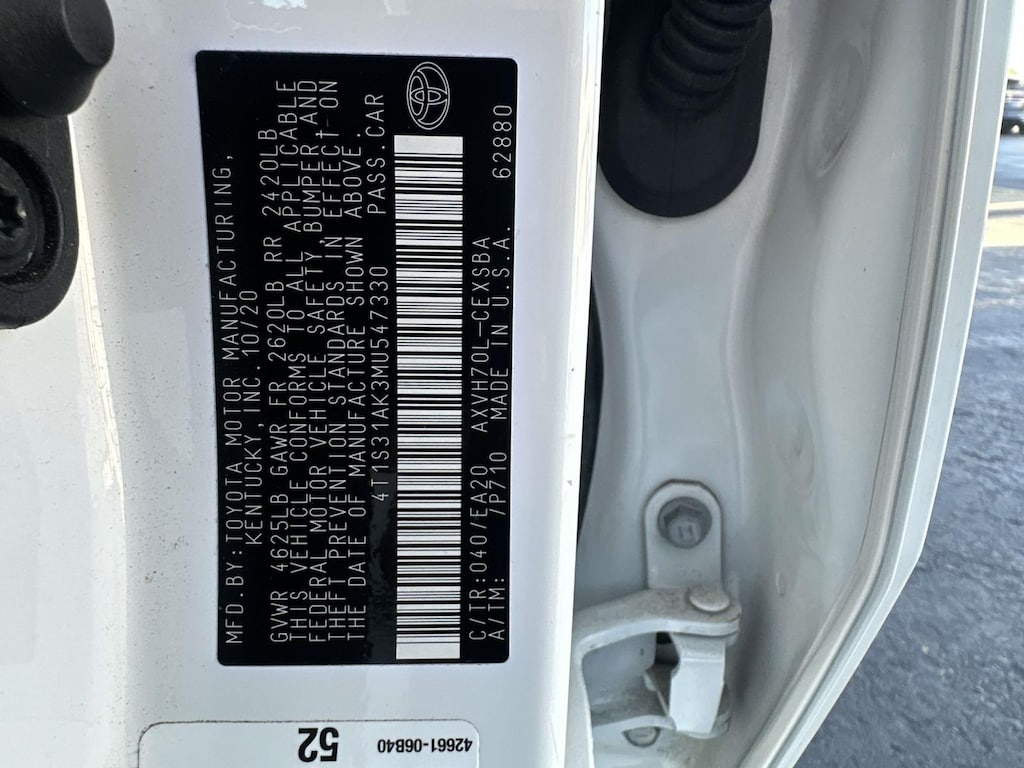 MFD.BY:TOYOTA MOTOR MANUFACTURING,
KENTUCKY,INC.10/20
GVWR 4625LB GAWR FR 2620LB RR 2420LB
THIS VEHICLE CONFORMS TO ALL APPLICABLE
FEDERAL MOTOR VEHICLE SAFETY,BUMPER,AND
THEFT PREVENTION STANDARDS IN EFFECT ON
THE DATE OF MANUFACTURE SHOWN ABOVE.
4T1S31AK3MU547330 PASS.CAR
C/TR:040/EA20 AXVH70L-CEXSBA 62880
A/TM: /P710 MADE IN U.S.A.
52
42661-06B40